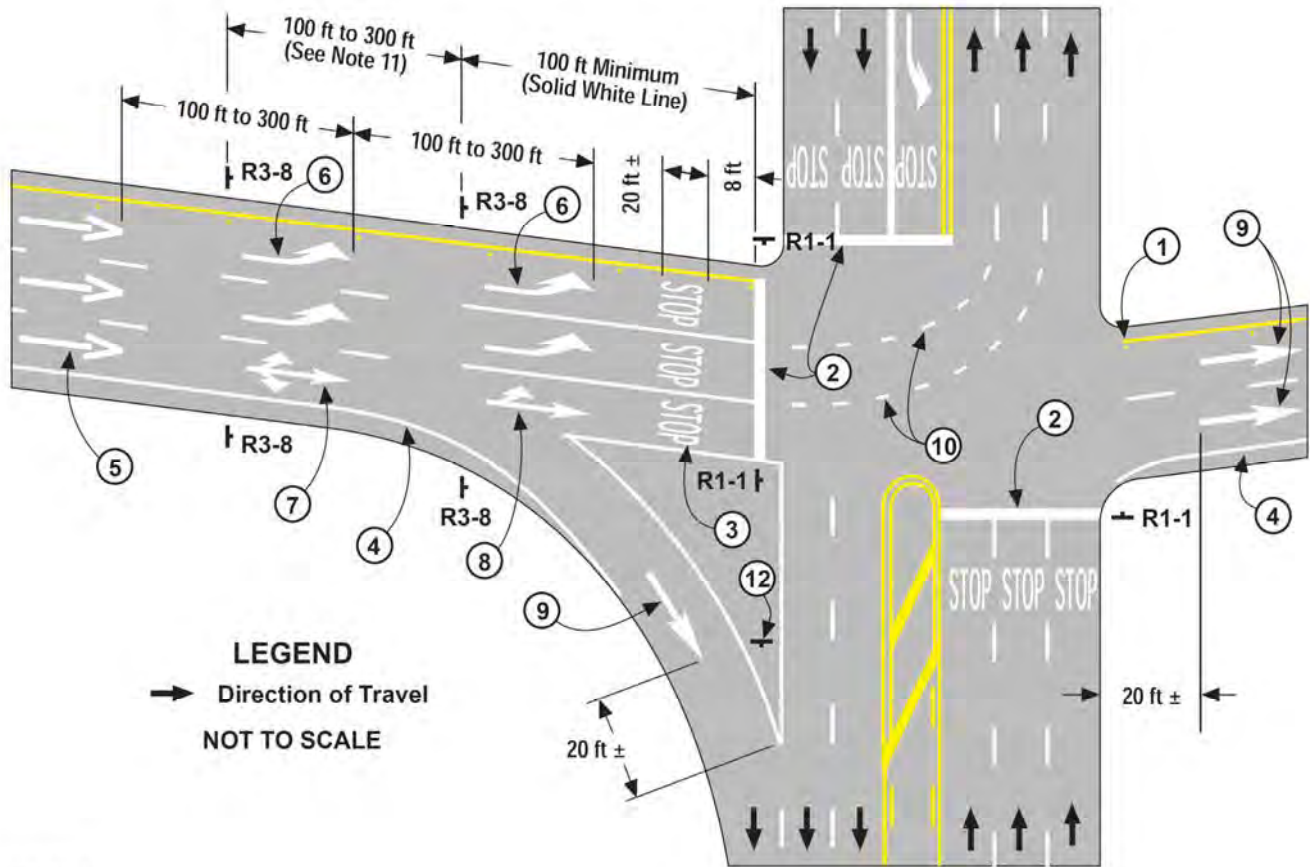 100 ft to 300 ft
(See Note 11)
100 ft Minimum
(Solid White Line)
100 ft to 300 ft
100 ft to 300 ft
20 ft ±
8 ft
STOP
STOP
STOP
R3-8
6
R3-8
6
R1-1
1
9
STOP
STOP
STOP
2
2
10
5
7
R3-8
4
R3-8
8
R1-1
3
R1-1
4
STOP STOP STOP
12
9
LEGEND
Direction of Travel
NOT TO SCALE
20 ft ±
20 ft ±